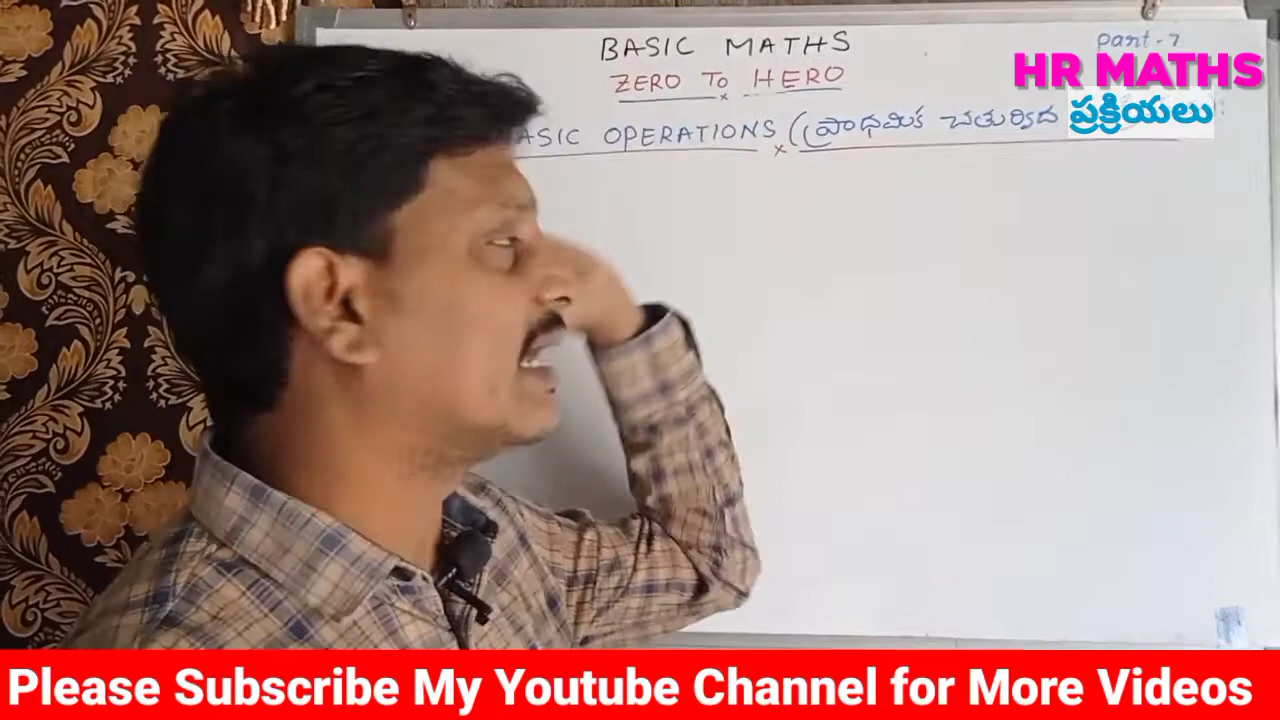 BASIC MATHS
part-7
HR MATHS
ZERO TO HERO
ASIC OPERATIONS (ప్రాథమిక చతుర్విద ప్రక్రియలు
Please Subscribe My Youtube Channel for More Videos